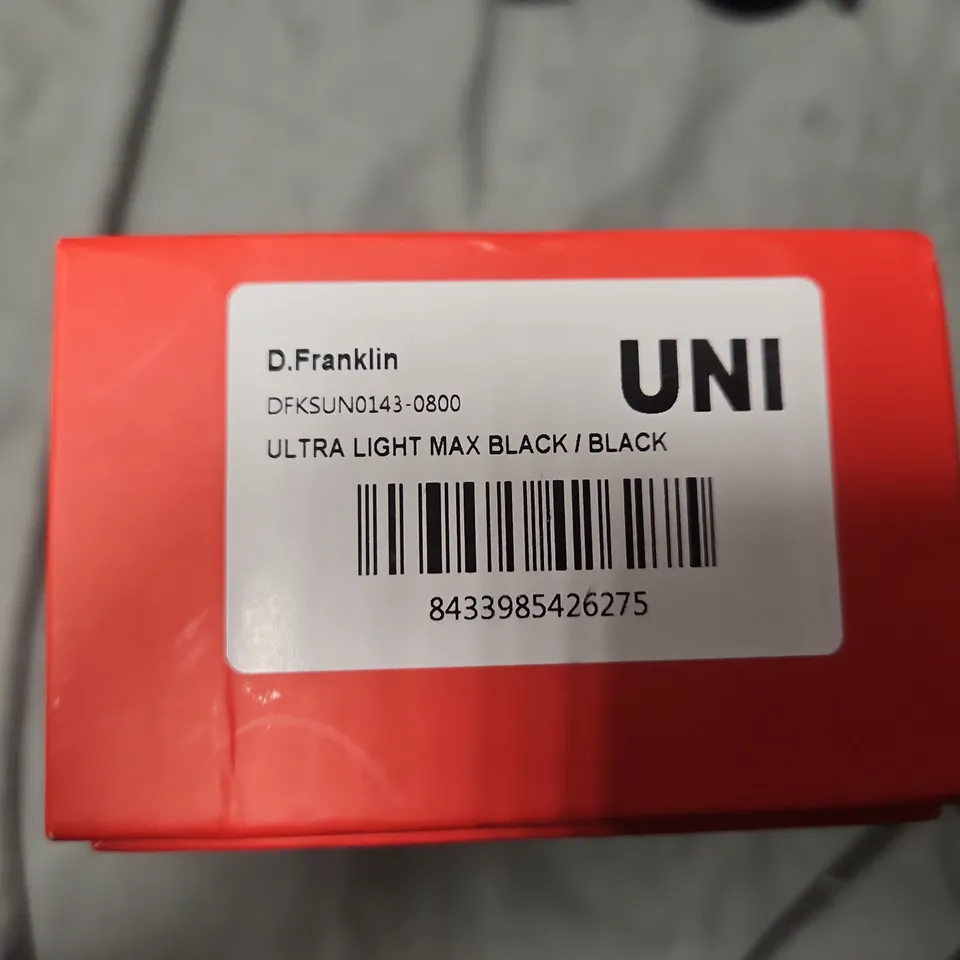 D.Franklin
UNI
DFKSUN0143-0800
ULTRA LIGHT MAX BLACK / BLACK
8433985426275